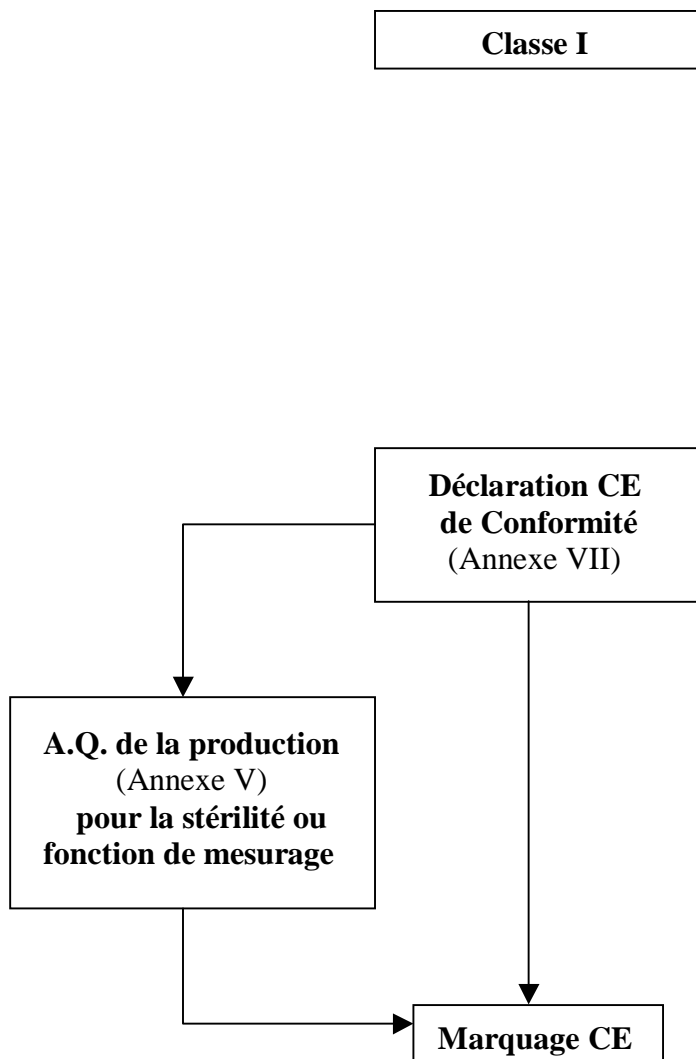 Classe I
Déclaration CE
de Conformité
(Annexe VII)
A.Q. de la production
(Annexe V)
pour la stérilité ou
fonction de mesurage
Marquage CE